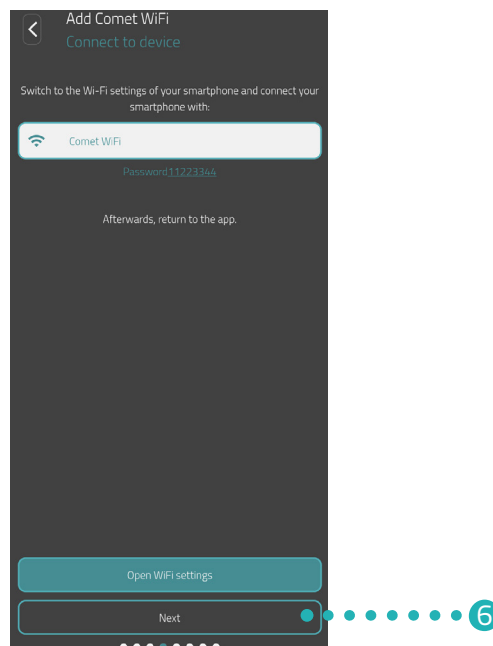 Add Comet WiFi
Connect to device
Switch to the Wi-Fi settings of your smartphone and connect your
smartphone with:
Comet WiFi
Password11223344
Afterwards, return to the app.
Open WiFi settings
Next
6